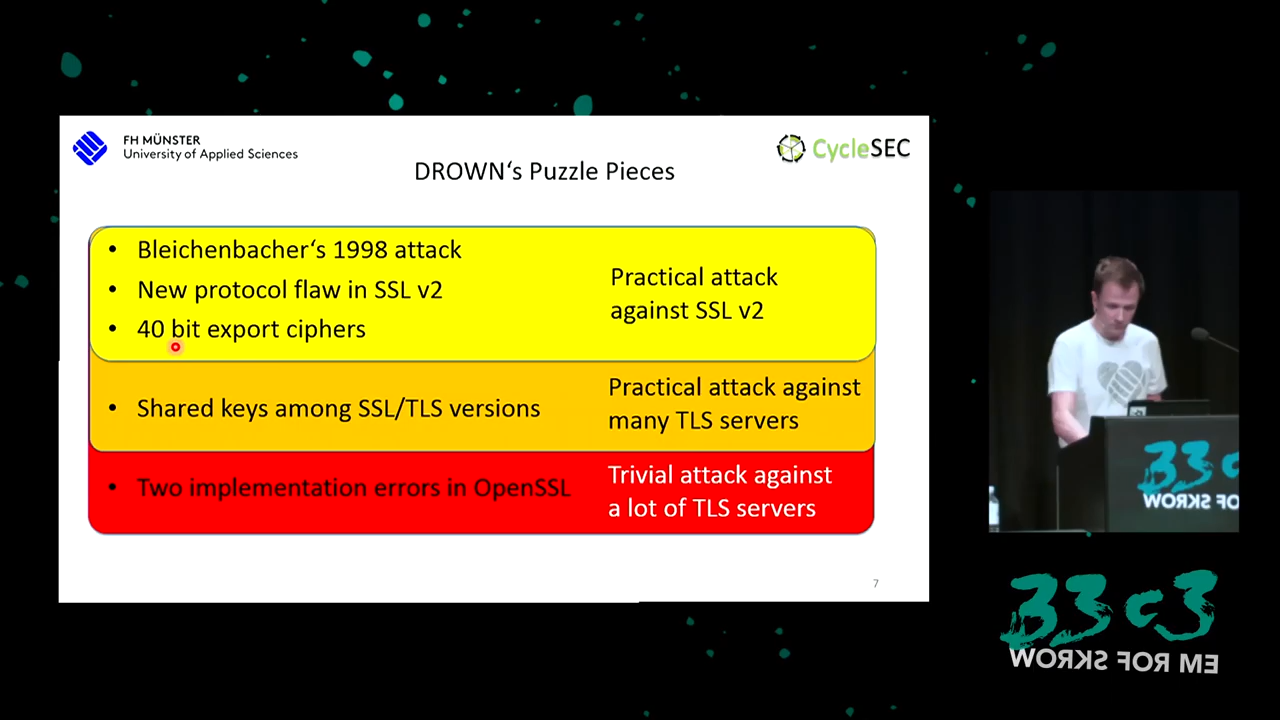 FH MÜNSTER
University of Applied Sciences
CycleSEC
DROWN‘s Puzzle Pieces
• Bleichenbacher‘s 1998 attack
• New protocol flaw in SSL v2
• 40 bit export ciphers
Practical attack
against SSL v2
• Shared keys among SSL/TLS versions
Practical attack against
many TLS servers
• Two implementation errors in OpenSSL
Trivial attack against
a lot of TLS servers
7
33c3
WORKS FOR
33c3
WORKS FOR ME